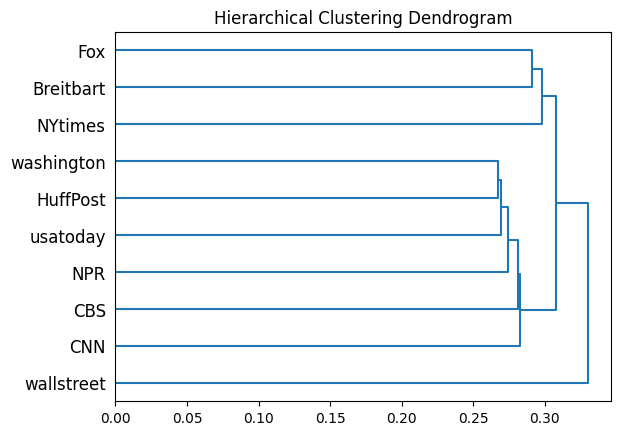 Hierarchical Clustering Dendrogram
Fox
Breitbart
NYtimes
washington
HuffPost
usatoday
NPR
CBS
CNN
wallstreet
0.00 0.05 0.10 0.15 0.20 0.25 0.30